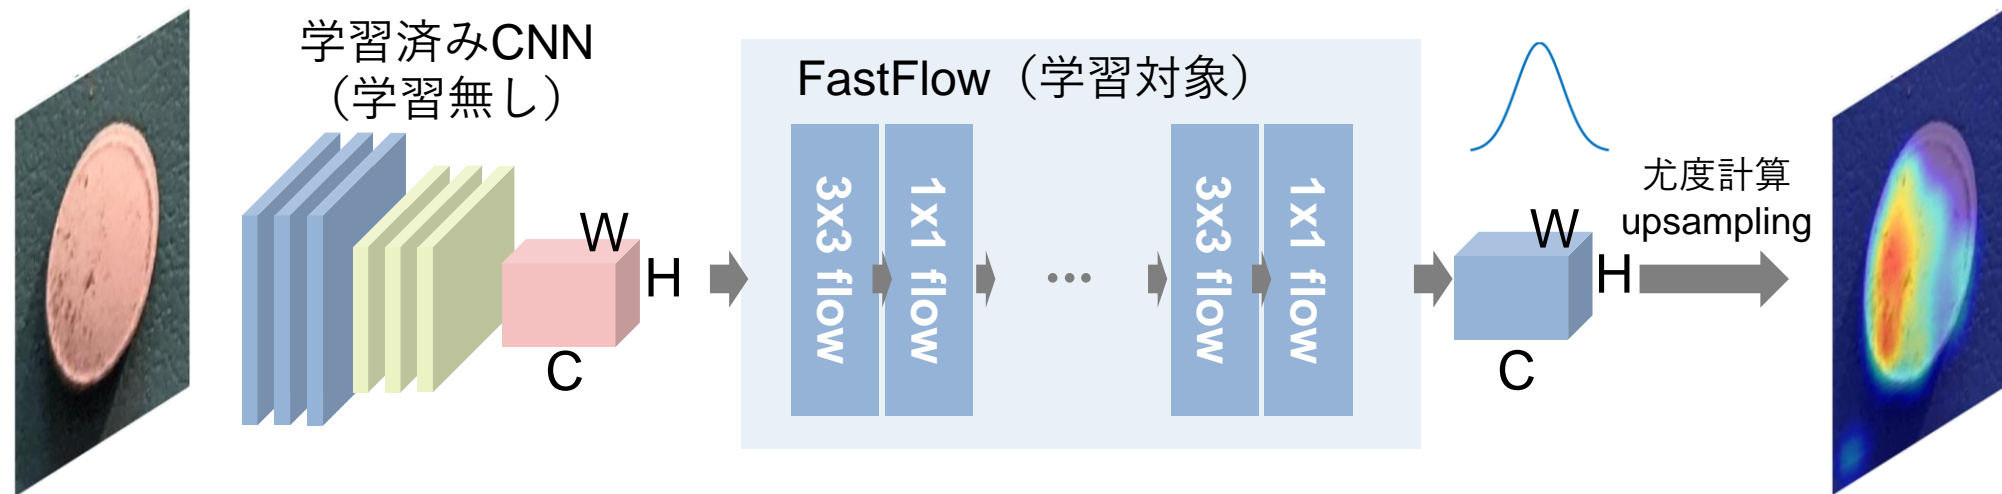 学習済みCNN
（学習無し）
W
H
C
FastFlow（学習対象）
3x3 flow
1x1 flow
…
3x3 flow
1x1 flow
W
H
C
尤度計算
upsampling